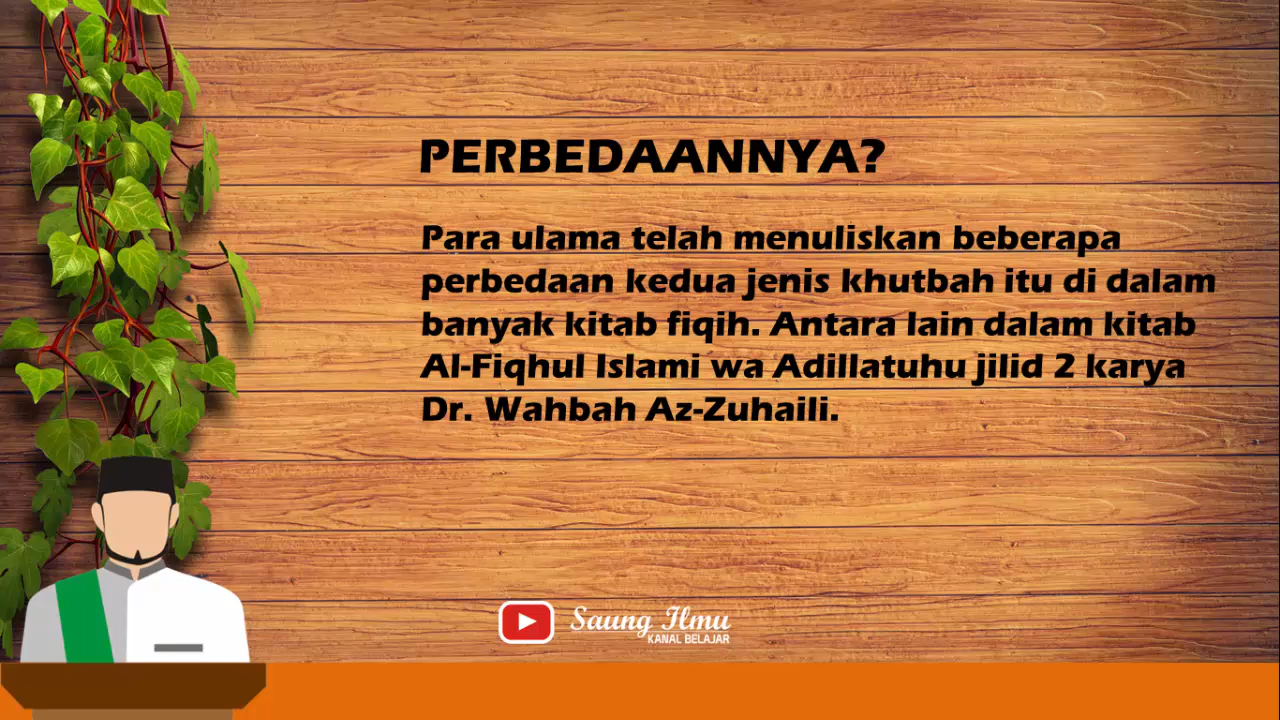 PERBEDAANNYA?
Para ulama telah menuliskan beberapa
perbedaan kedua jenis khutbah itu di dalam
banyak kitab fiqih. Antara lain dalam kitab
Al-Fiqhul Islami wa Adillatuhu jilid 2 karya
Dr. Wahbah Az-Zuhaili.
Saung Ilmu
KANAL BELAJAR